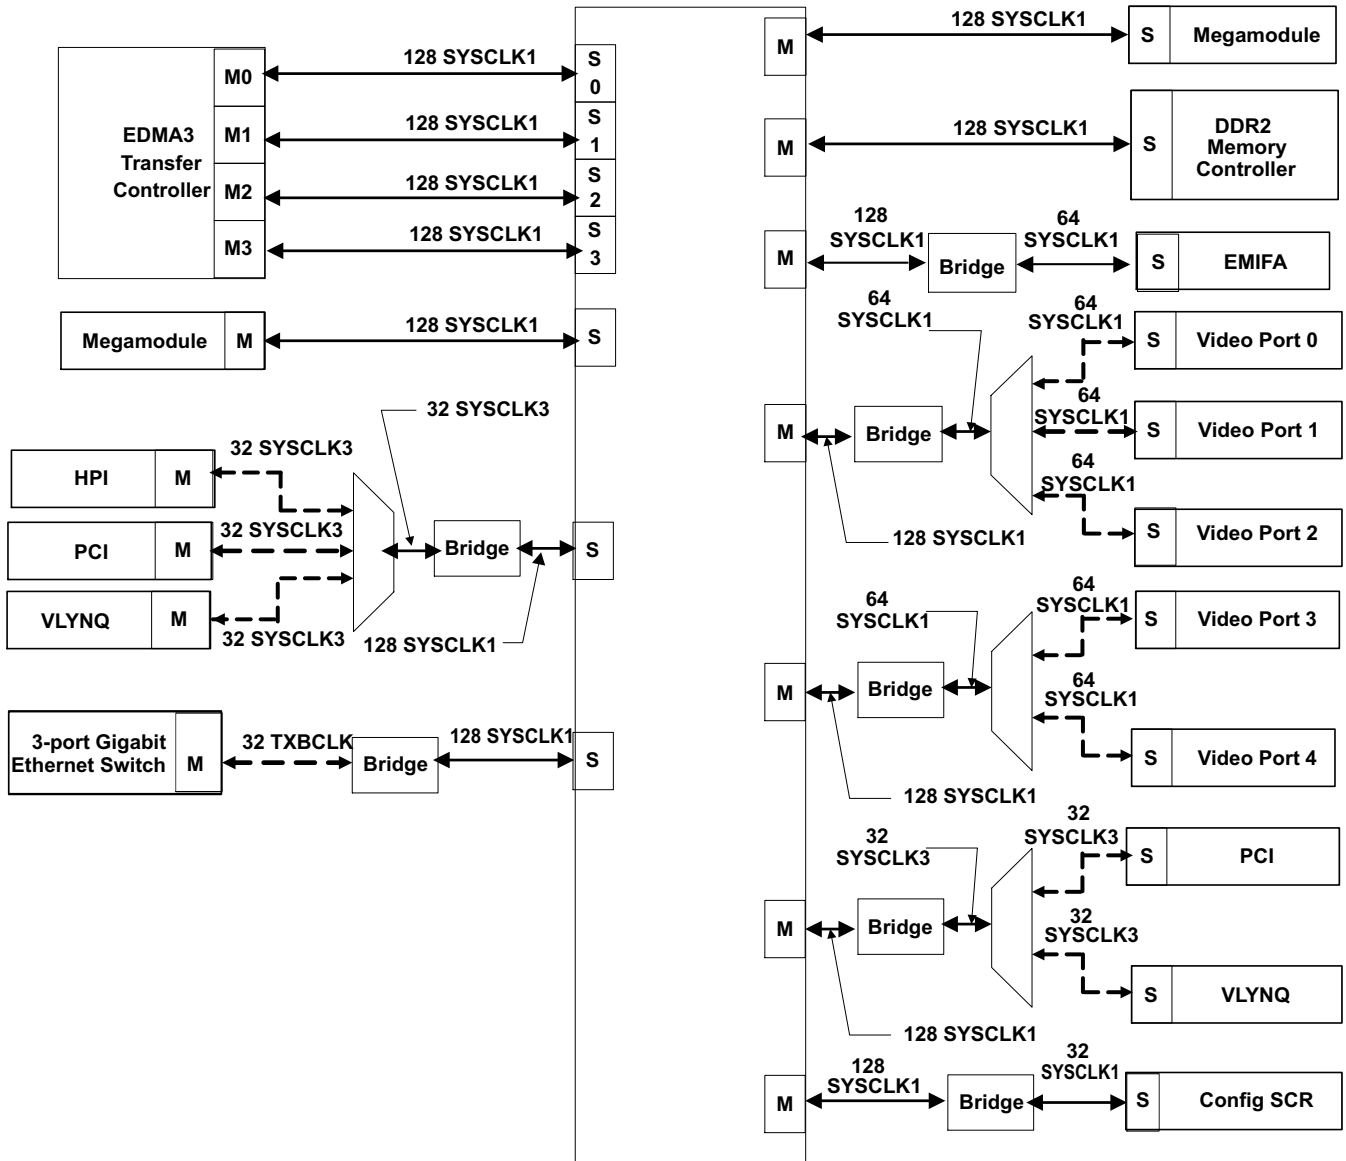 EDMA3
Transfer
Controller
M0
M1
M2
M3
128 SYSCLK1
128 SYSCLK1
128 SYSCLK1
128 SYSCLK1
S
0
S
1
S
2
S
3
Megamodule
M
128 SYSCLK1
S
HPI
M
32 SYSCLK3
PCI
M
32 SYSCLK3
VLYNQ
M
32 SYSCLK3
32 SYSCLK3
Bridge
128 SYSCLK1
S
3-port Gigabit
Ethernet Switch
M
32 TXBCLK
Bridge
128 SYSCLK1
S
M
128 SYSCLK1
S
Megamodule
M
128 SYSCLK1
S
DDR2
Memory
Controller
M
128
SYSCLK1
Bridge
64
SYSCLK1
S
EMIFA
M
128 SYSCLK1
Bridge
64
SYSCLK1
64
SYSCLK1
S
Video Port 0
64
SYSCLK1
S
Video Port 1
64
SYSCLK1
S
Video Port 2
M
128 SYSCLK1
Bridge
64
SYSCLK1
64
SYSCLK1
S
Video Port 3
64
SYSCLK1
S
Video Port 4
M
128 SYSCLK1
Bridge
32
SYSCLK3
32
SYSCLK3
S
PCI
32
SYSCLK3
S
VLYNQ
M
128
SYSCLK1
Bridge
32
SYSCLK1
S
Config SCR